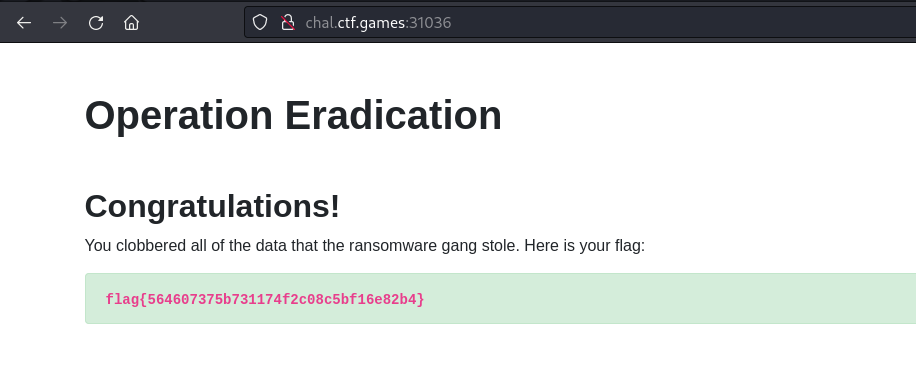 chal.ctf.games:31036
Operation Eradication
Congratulations!
You clobbered all of the data that the ransomware gang stole. Here is your flag:
flag{564607375b731174f2c08c5bf16e82b4}